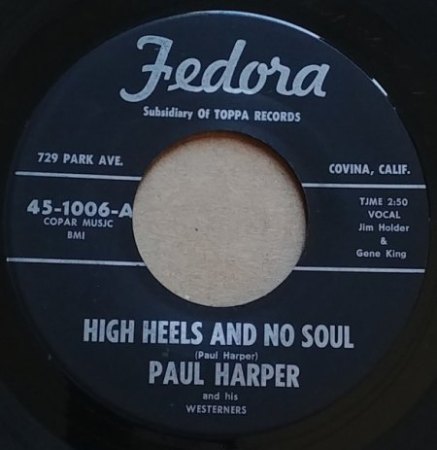 Fedora
Subsidiary Of TOPPA RECORDS
729 PARK AVE.
COVINA, CALIF.
45-1006-A
COPAR MUSIC
BMI
TIME 2:50
VOCAL
Jim Holder
&
Gene King
HIGH HEELS AND NO SOUL
(Paul Harper)
PAUL HARPER
and his
WESTERNERS